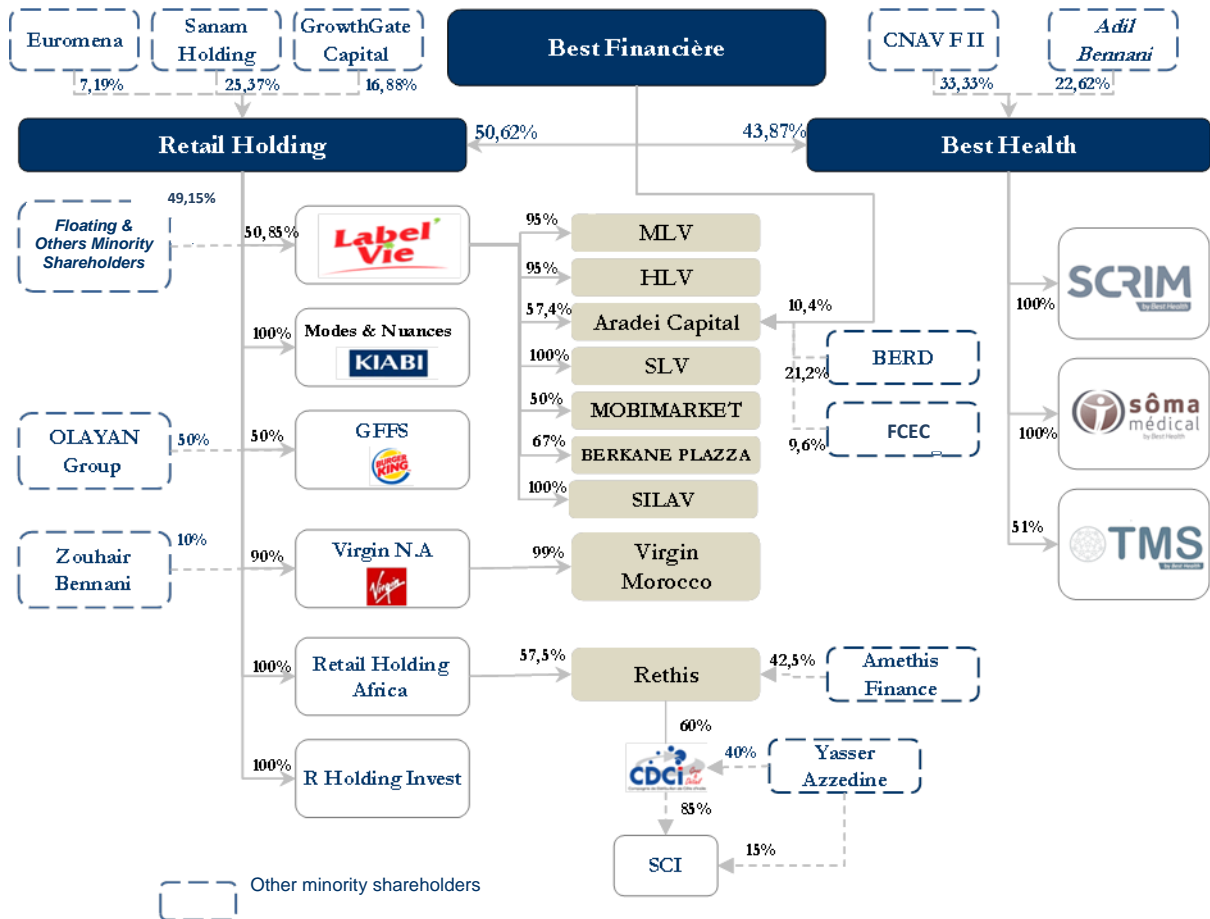 Euromena
Sanam
Holding
GrowthGate
Capital
Best Financière
CNAV F II
Adil
Bennani
7,19%
25,37%
16,88%
33,33%
22,62%
Retail Holding
50,62%
43,87%
Best Health
49,15%
Floating &
Others Minority
Shareholders
50,85%
Label'
Vie
95%
MLV
95%
HLV
57,4%
Aradei Capital
10,4%
100%
SLV
21,2%
BERD
50%
MOBIMARKET
67%
BERKANE PLAZZA
9,6%
FCEC
100%
SILAV
100%
SCRIM
by Best Health
100%
sôma
médical
by Best Health
51%
TMS
by Best Health
100%
Modes & Nuances
KIABI
OLAYAN
Group
50%
50%
GFFS
BURGER
KING
Zouhair
Bennani
10%
90%
Virgin N.A
Virgin
99%
Virgin
Morocco
100%
Retail Holding
Africa
57,5%
Rethis
42,5%
Amethis
Finance
60%
100%
R Holding Invest
CDCi
40%
Yasser
Azzedine
85%
SCI
15%
Other minority shareholders